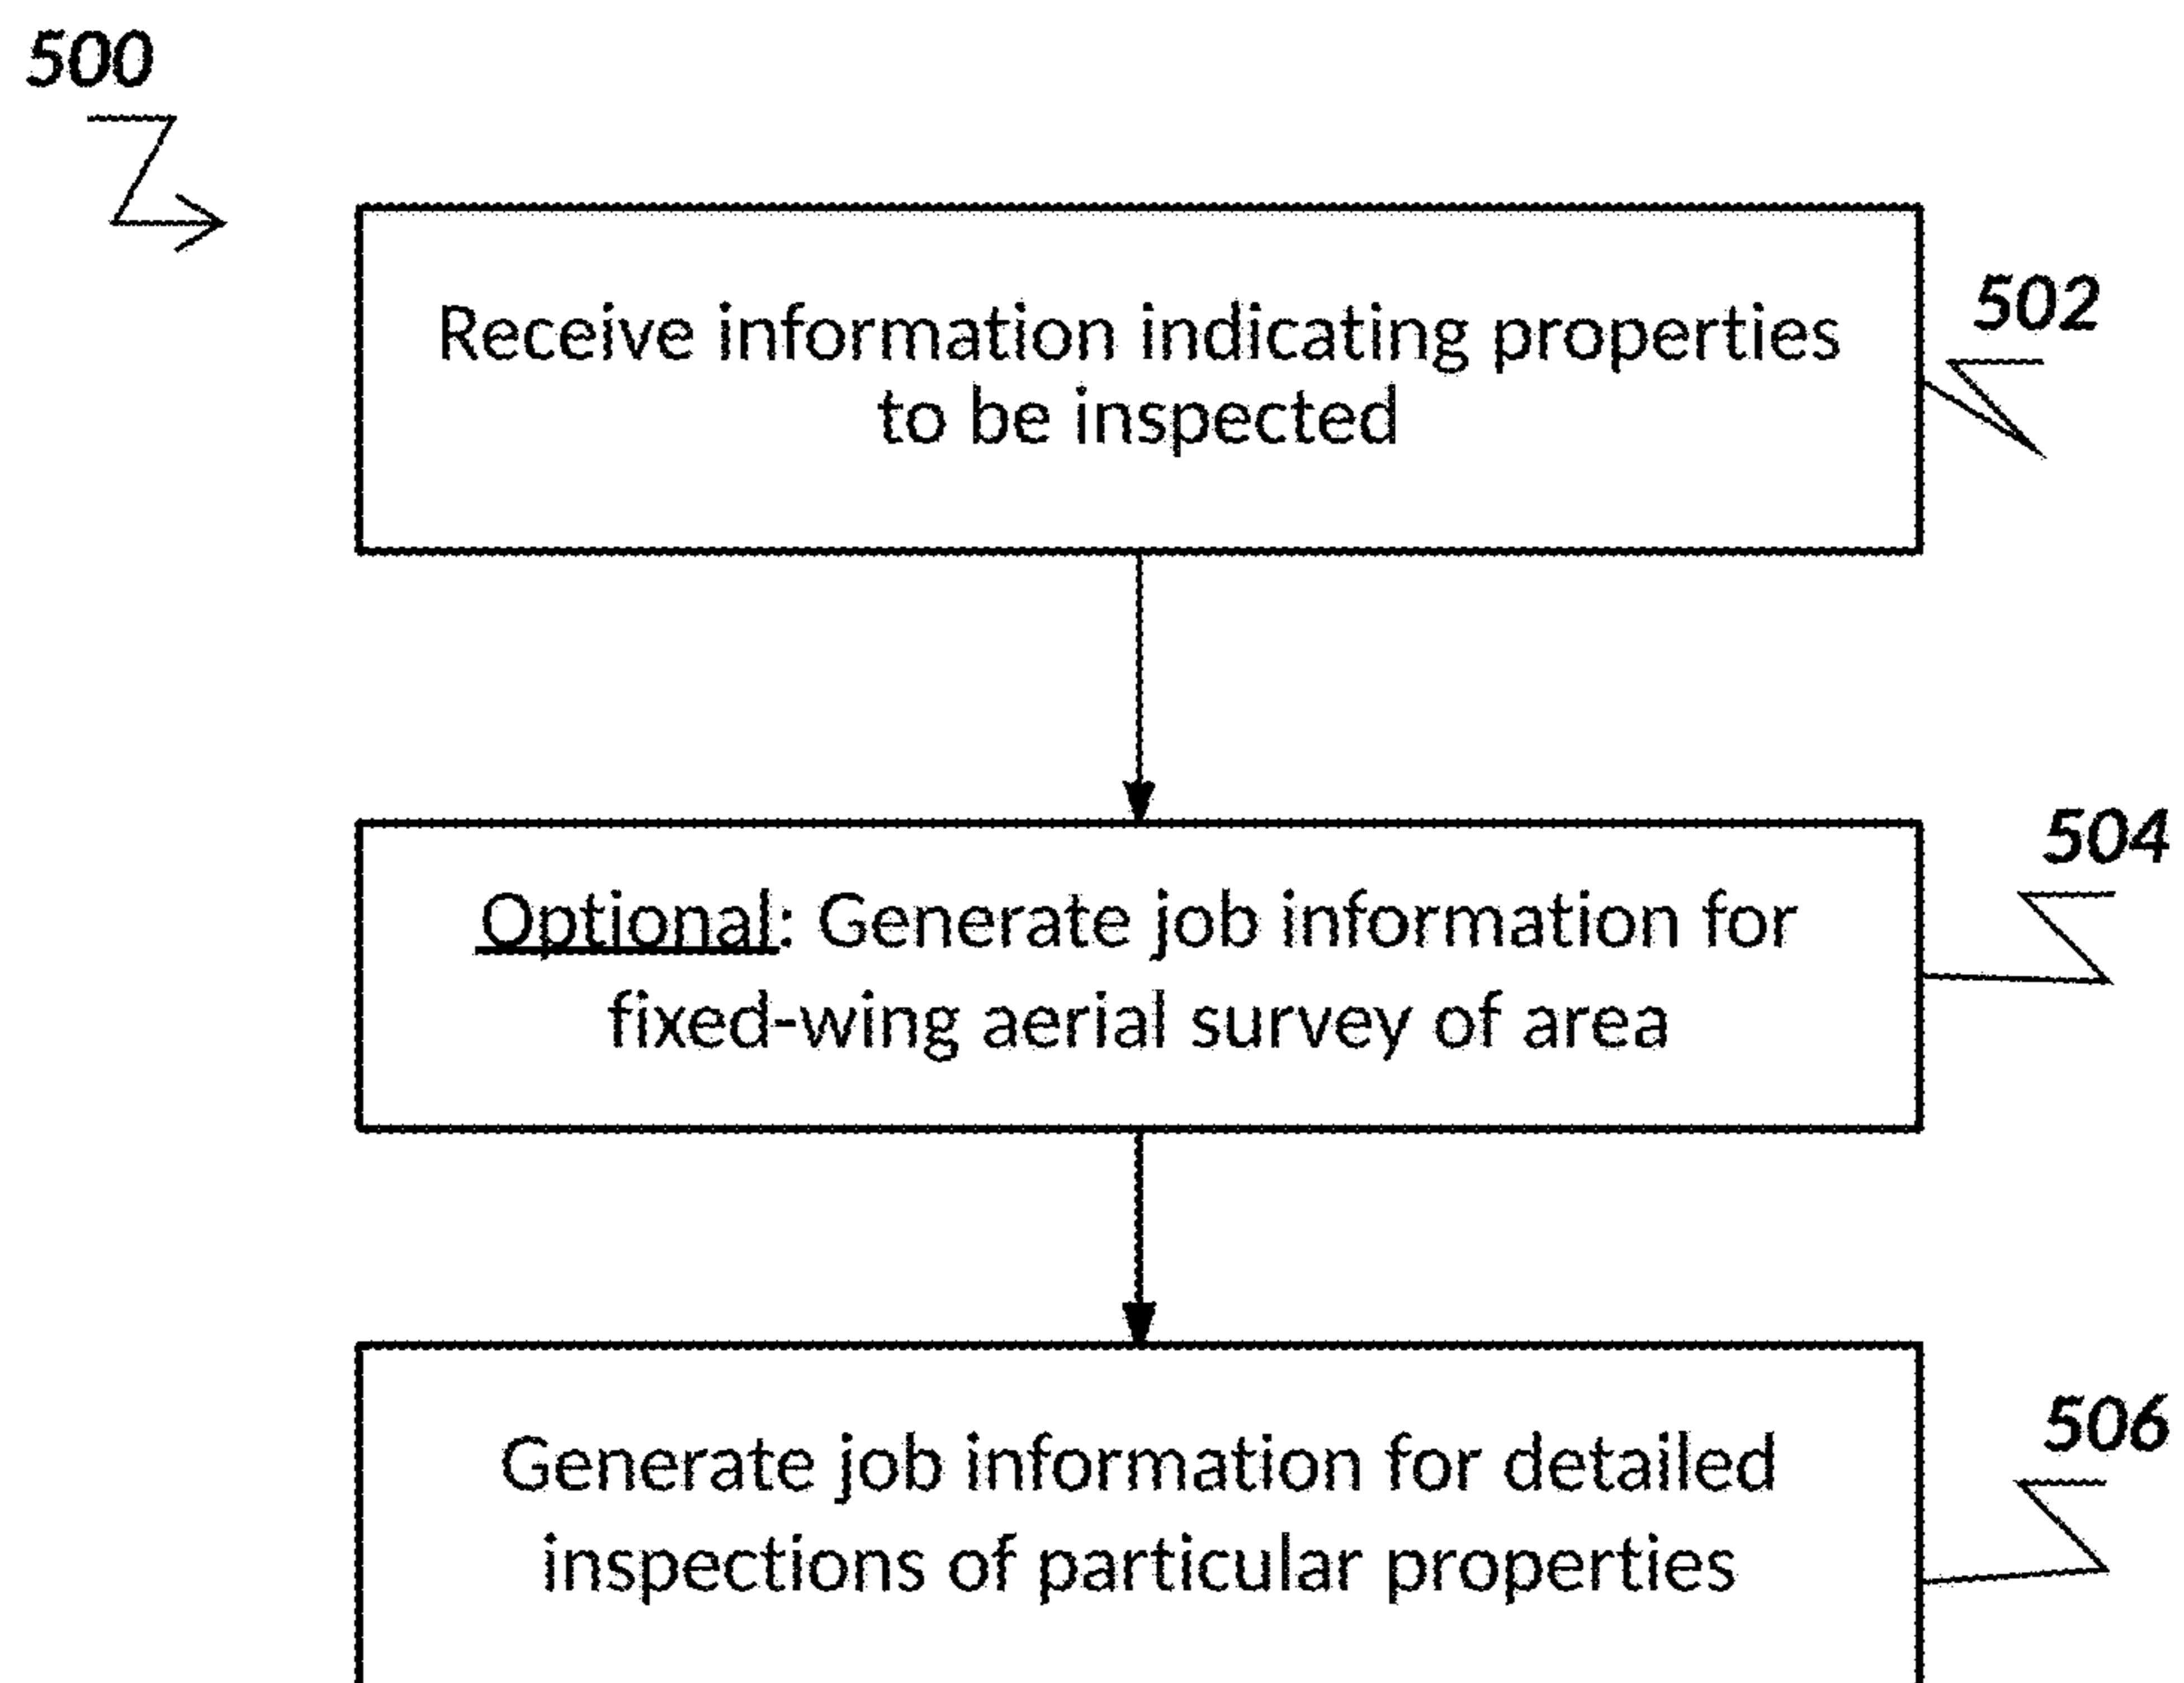 500
Receive information indicating properties
to be inspected
502
Optional: Generate job information for
fixed-wing aerial survey of area
504
Generate job information for detailed
inspections of particular properties
506